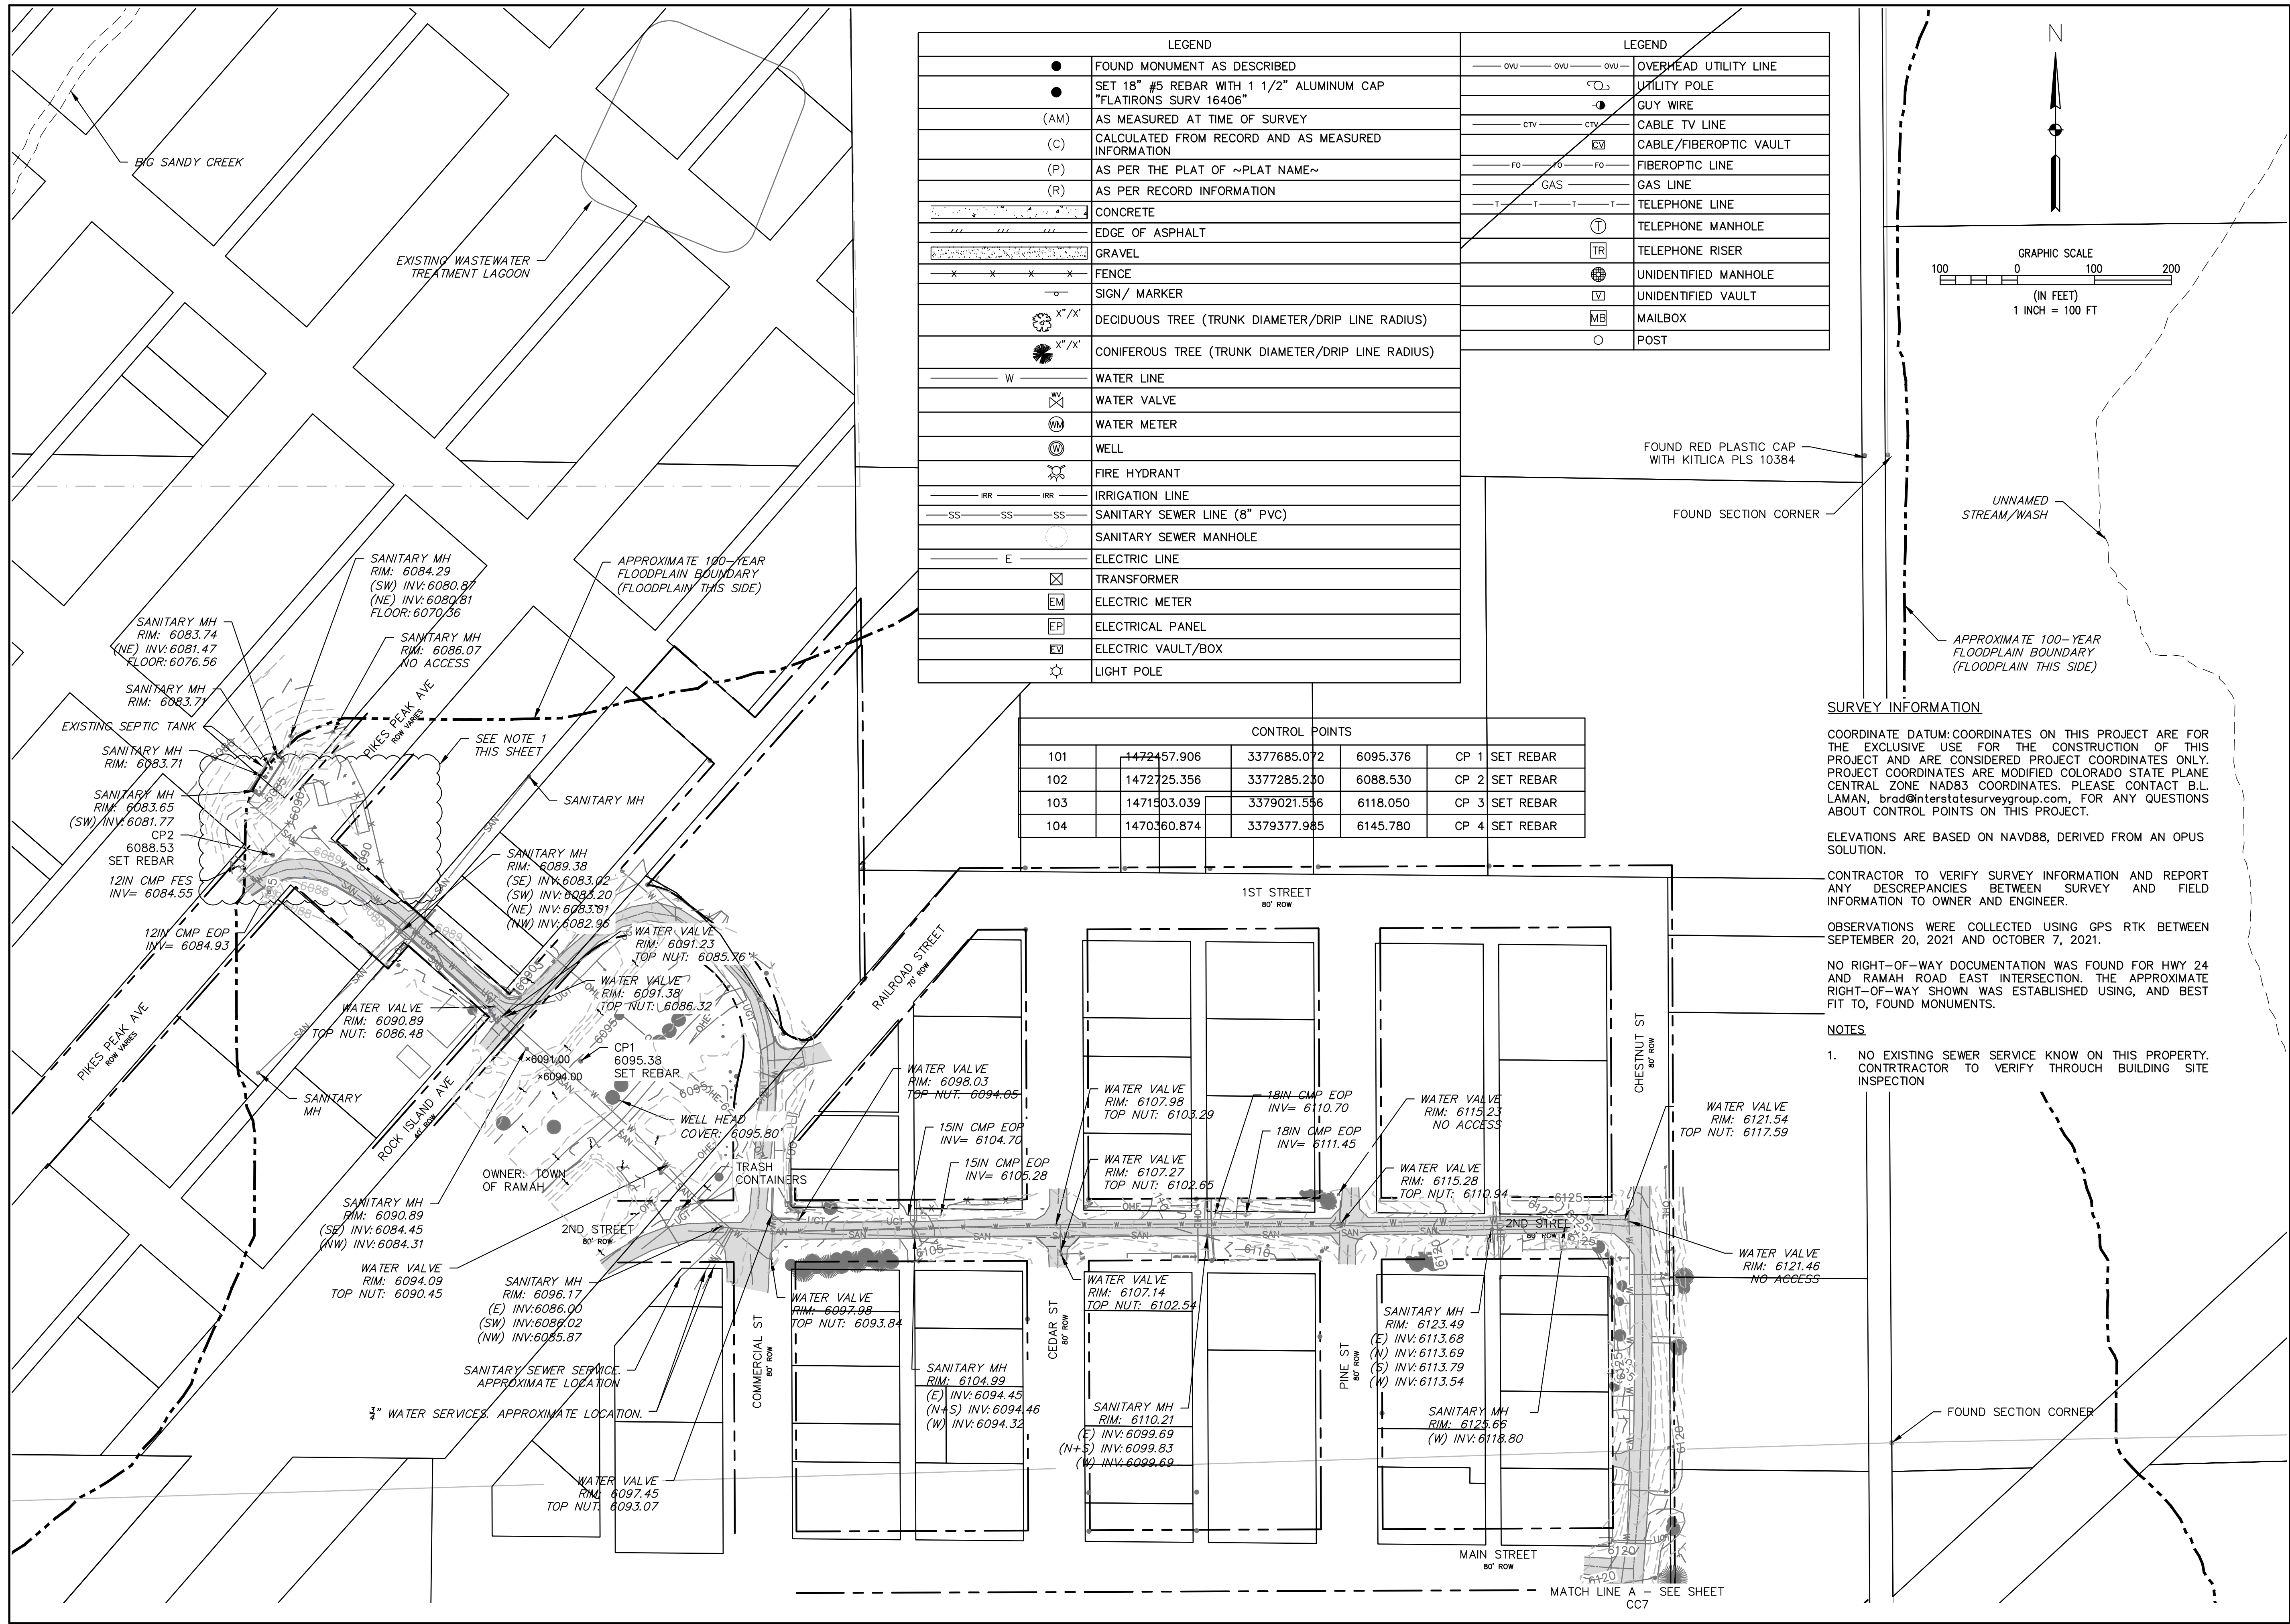 LEGEND
FOUND MONUMENT AS DESCRIBED
SET 18" #5 REBAR WITH 1 1/2" ALUMINUM CAP
"FLATIRONS SURV 16406"
(AM) AS MEASURED AT TIME OF SURVEY
(C) CALCULATED FROM RECORD AND AS MEASURED
INFORMATION
(P) AS PER THE PLAT OF ~PLAT NAME~
(R) AS PER RECORD INFORMATION
CONCRETE
EDGE OF ASPHALT
GRAVEL
X X X X FENCE
SIGN/ MARKER
X"/X' DECIDUOUS TREE (TRUNK DIAMETER/DRIP LINE RADIUS)
X"/X' CONIFEROUS TREE (TRUNK DIAMETER/DRIP LINE RADIUS)
W WATER LINE
WV WATER VALVE
WM WATER METER
W WELL
FIRE HYDRANT
IRR IRR IRRIGATION LINE
SS SS SS SANITARY SEWER LINE (8" PVC)
SANITARY SEWER MANHOLE
E ELECTRIC LINE
TRANSFORMER
EM ELECTRIC METER
EP ELECTRICAL PANEL
EV ELECTRIC VAULT/BOX
LIGHT POLE
LEGEND
OVU OVU OVU OVERHEAD UTILITY LINE
UTILITY POLE
GUY WIRE
CTV CTV CABLE TV LINE
CV CABLE/FIBEROPTIC VAULT
FO FO FO FIBEROPTIC LINE
GAS GAS LINE
T T T T TELEPHONE LINE
T TELEPHONE MANHOLE
TR TELEPHONE RISER
UNIDENTIFIED MANHOLE
V UNIDENTIFIED VAULT
MB MAILBOX
POST
N
GRAPHIC SCALE
100 0 100 200
(IN FEET)
1 INCH = 100 FT
BIG SANDY CREEK
EXISTING WASTEWATER
TREATMENT LAGOON
FOUND RED PLASTIC CAP
WITH KITLICA PLS 10384
FOUND SECTION CORNER
UNNAMED
STREAM/WASH
APPROXIMATE 100-YEAR
FLOODPLAIN BOUNDARY
(FLOODPLAIN THIS SIDE)
APPROXIMATE 100-YEAR
FLOODPLAIN BOUNDARY
(FLOODPLAIN THIS SIDE)
SANITARY MH
RIM: 6084.29
(SW) INV:6080.87
(NE) INV:6080.81
FLOOR:6070.36
SANITARY MH
RIM: 6083.74
(NE) INV:6081.47
FLOOR:6076.56
SANITARY MH
RIM: 6086.07
NO ACCESS
SANITARY MH
RIM: 6083.71
EXISTING SEPTIC TANK
SANITARY MH
RIM: 6083.71
SANITARY MH
RIM: 6083.65
(SW) INV:6081.77
CP2
6088.53
SET REBAR
12IN CMP FES
INV= 6084.55
12IN CMP EOP
INV= 6084.93
PIKES PEAK AVE
ROW VARIES
SEE NOTE 1
THIS SHEET
SANITARY MH
SANITARY MH
RIM: 6089.38
(SE) INV:6083.02
(SW) INV:6083.20
(NE) INV:6083.01
(NW) INV:6082.96
WATER VALVE
RIM: 6091.23
TOP NUT: 6085.76
WATER VALVE
RIM: 6091.38
TOP NUT: 6086.32
WATER VALVE
RIM: 6090.89
TOP NUT: 6086.48
×6091.00
×6094.00
CP1
6095.38
SET REBAR
PIKES PEAK AVE
ROW VARIES
SANITARY
MH
ROCK ISLAND AVE
40' ROW
RAILROAD STREET
70' ROW
WELL HEAD
COVER: 6095.80'
TRASH
CONTAINERS
OWNER: TOWN
OF RAMAH
SANITARY MH
RIM: 6090.89
(SE) INV:6084.45
(NW) INV:6084.31
WATER VALVE
RIM: 6094.09
TOP NUT: 6090.45
2ND STREET
80' ROW
SANITARY MH
RIM: 6096.17
(E) INV:6086.00
(SW) INV:6086.02
(NW) INV:6085.87
SANITARY SEWER SERVICE.
APPROXIMATE LOCATION
3/4" WATER SERVICES. APPROXIMATE LOCATION.
WATER VALVE
RIM: 6097.45
TOP NUT: 6093.07
CONTROL POINTS
101 1472457.906 3377685.072 6095.376 CP 1 SET REBAR
102 1472725.356 3377285.230 6088.530 CP 2 SET REBAR
103 1471503.039 3379021.556 6118.050 CP 3 SET REBAR
104 1470360.874 3379377.985 6145.780 CP 4 SET REBAR
1ST STREET
80' ROW
WATER VALVE
RIM: 6098.03
TOP NUT: 6094.05
15IN CMP EOP
INV= 6104.70
15IN CMP EOP
INV= 6105.28
WATER VALVE
RIM: 6107.98
TOP NUT: 6103.29
WATER VALVE
RIM: 6107.27
TOP NUT: 6102.65
18IN CMP EOP
INV= 6110.70
18IN CMP EOP
INV= 6111.45
WATER VALVE
RIM: 6115.23
NO ACCESS
WATER VALVE
RIM: 6115.28
TOP NUT: 6110.94
CHESTNUT ST
80' ROW
WATER VALVE
RIM: 6121.54
TOP NUT: 6117.59
WATER VALVE
RIM: 6121.46
NO ACCESS
2ND STREET
80' ROW
WATER VALVE
RIM: 6097.98
TOP NUT: 6093.84
COMMERCIAL ST
80' ROW
CEDAR ST
80' ROW
WATER VALVE
RIM: 6107.14
TOP NUT: 6102.54
PINE ST
80' ROW
SANITARY MH
RIM: 6104.99
(E) INV:6094.45
(N+S) INV:6094.46
(W) INV:6094.32
SANITARY MH
RIM: 6110.21
(E) INV:6099.69
(N+S) INV:6099.83
(W) INV:6099.69
SANITARY MH
RIM: 6123.49
(E) INV:6113.68
(N) INV:6113.69
(S) INV:6113.79
(W) INV:6113.54
SANITARY MH
RIM: 6125.66
(W) INV:6118.80
MAIN STREET
80' ROW
MATCH LINE A - SEE SHEET
CC7
FOUND SECTION CORNER
SURVEY INFORMATION
COORDINATE DATUM: COORDINATES ON THIS PROJECT ARE FOR
THE EXCLUSIVE USE FOR THE CONSTRUCTION OF THIS
PROJECT AND ARE CONSIDERED PROJECT COORDINATES ONLY.
PROJECT COORDINATES ARE MODIFIED COLORADO STATE PLANE
CENTRAL ZONE NAD83 COORDINATES. PLEASE CONTACT B.L.
LAMAN, brad@interstatesurveygroup.com, FOR ANY QUESTIONS
ABOUT CONTROL POINTS ON THIS PROJECT.
ELEVATIONS ARE BASED ON NAVD88, DERIVED FROM AN OPUS
SOLUTION.
CONTRACTOR TO VERIFY SURVEY INFORMATION AND REPORT
ANY DESCREPANCIES BETWEEN SURVEY AND FIELD
INFORMATION TO OWNER AND ENGINEER.
OBSERVATIONS WERE COLLECTED USING GPS RTK BETWEEN
SEPTEMBER 20, 2021 AND OCTOBER 7, 2021.
NO RIGHT-OF-WAY DOCUMENTATION WAS FOUND FOR HWY 24
AND RAMAH ROAD EAST INTERSECTION. THE APPROXIMATE
RIGHT-OF-WAY SHOWN WAS ESTABLISHED USING, AND BEST
FIT TO, FOUND MONUMENTS.
NOTES
1. NO EXISTING SEWER SERVICE KNOW ON THIS PROPERTY.
CONTRTRACTOR TO VERIFY THROUCH BUILDING SITE
INSPECTION